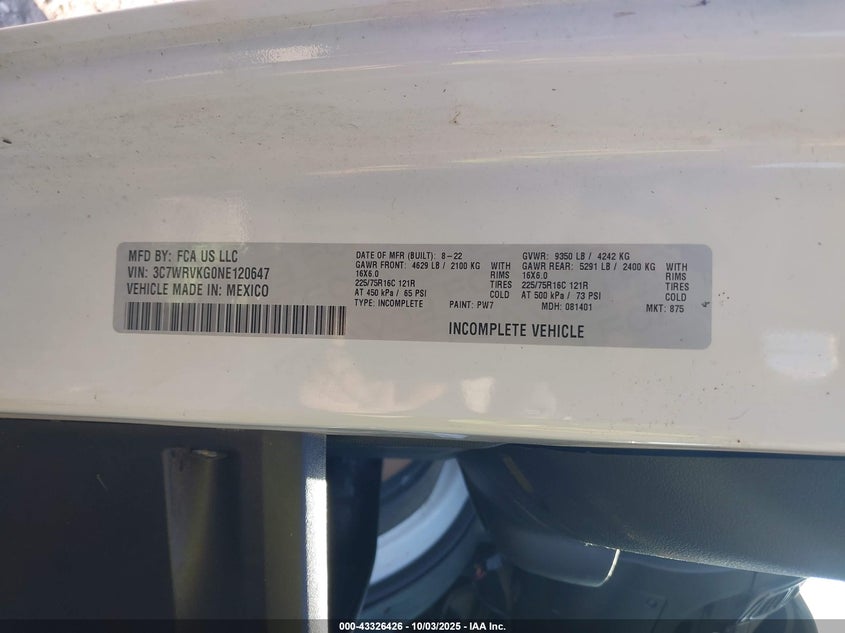 MFD BY: FCA US LLC
VIN: 3C7WRVKG0NE120647
VEHICLE MADE IN: MEXICO
DATE OF MFR (BUILT): 8-22
GAWR FRONT: 4629 LB / 2100 KG WITH
16X6.0 RIMS
225/75R16C 121R TIRES
AT 450 kPa / 65 PSI COLD
TYPE: INCOMPLETE
GVWR: 9350 LB / 4242 KG
GAWR REAR: 5291 LB / 2400 KG WITH
16X6.0 RIMS
225/75R16C 121R TIRES
AT 500 kPa / 73 PSI COLD
PAINT: PW7 MDH: 081401 MKT: 875
INCOMPLETE VEHICLE
000-43326426 - 10/03/2025 - IAA Inc.